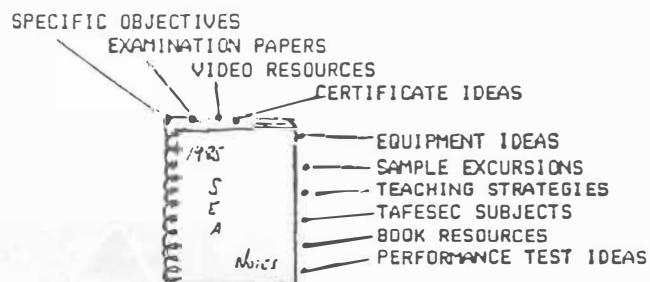 SPECIFIC OBJECTIVES
EXAMINATION PAPERS
VIDEO RESOURCES
CERTIFICATE IDEAS
EQUIPMENT IDEAS
SAMPLE EXCURSIONS
TEACHING STRATEGIES
TAFESEC SUBJECTS
BOOK RESOURCES
PERFORMANCE TEST IDEAS
1985
S
E
A
Notes